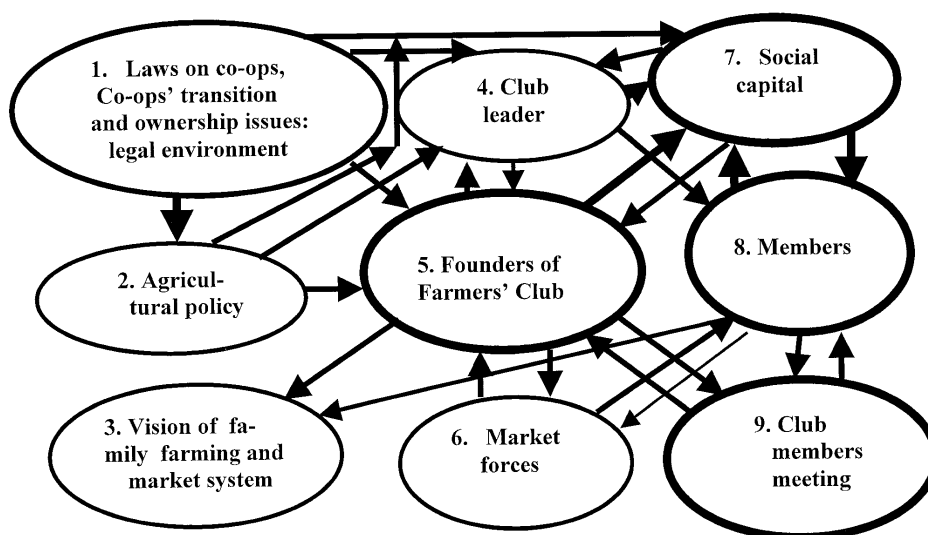 1. Laws on co-ops,
Co-ops' transition
and ownership issues:
legal environment
2. Agricul-
tural policy
3. Vision of fa-
mily farming and
market system
4. Club
leader
5. Founders of
Farmers' Club
6. Market
forces
7. Social
capital
8. Members
9. Club
members
meeting